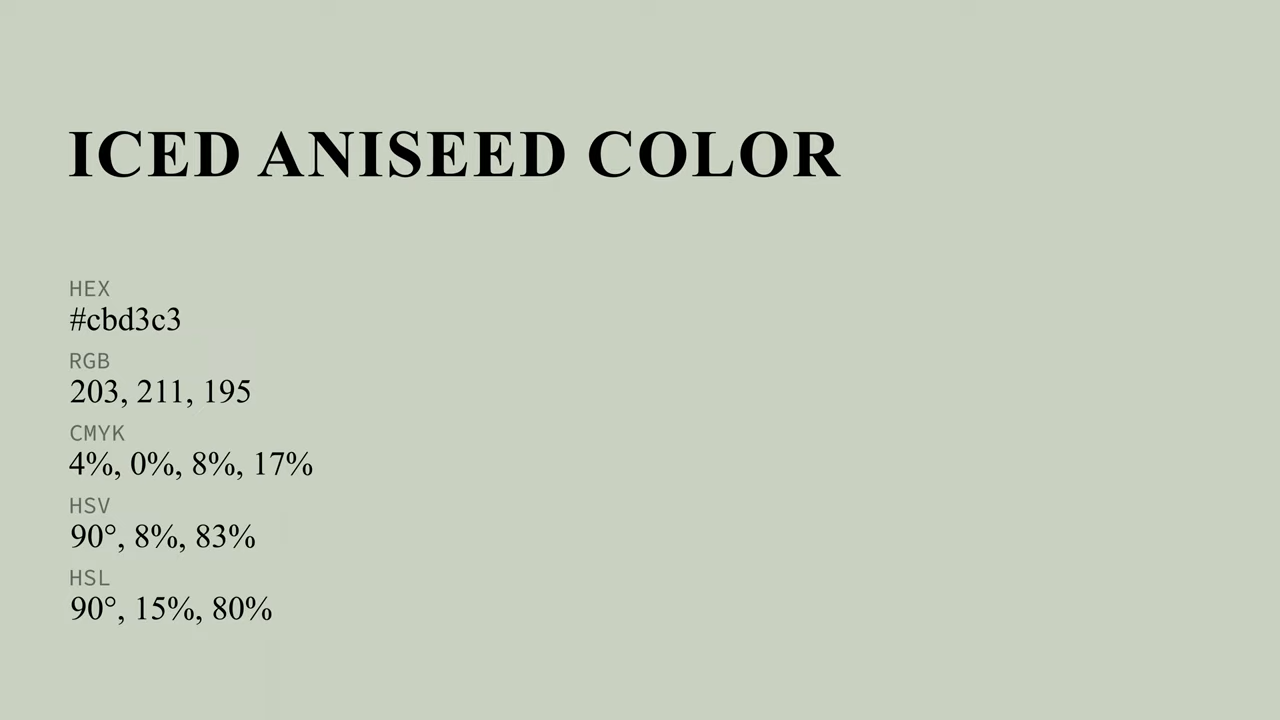 ICED ANISEED COLOR
HEX
#cbd3c3
RGB
203, 211, 195
CMYK
4%, 0%, 8%, 17%
HSV
90°, 8%, 83%
HSL
90°, 15%, 80%